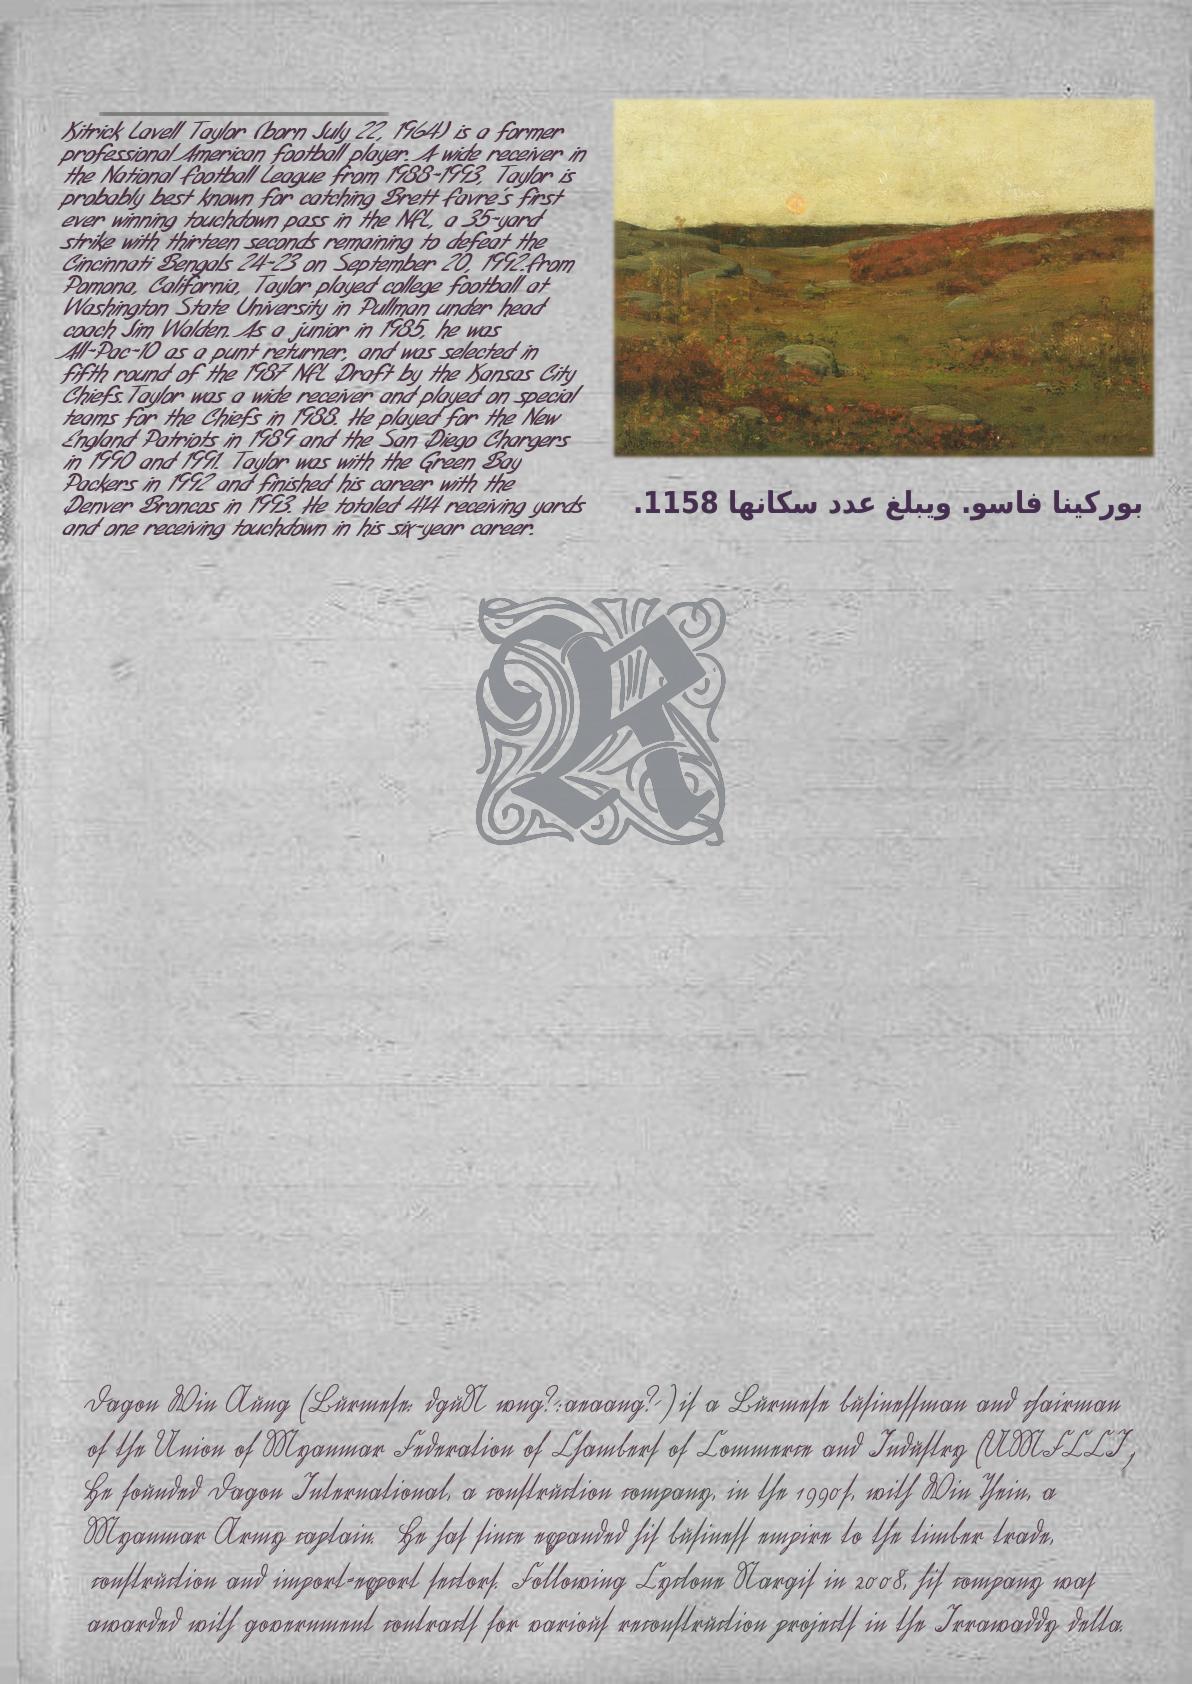 Kitrick Lavell Taylor (born July 22, 1964) is a former
professional American football player. A wide receiver in
the National Football League from 1988-1993, Taylor is
probably best known for catching Brett Favre's first
ever winning touchdown pass in the NFL, a 35-yard
strike with thirteen seconds remaining to defeat the
Cincinnati Bengals 24-23 on September 20, 1992.From
Pomona, California, Taylor played college football at
Washington State University in Pullman under head
coach Jim Walden. As a junior in 1985, he was
All-Pac-10 as a punt returner, and was selected in
fifth round of the 1987 NFL Draft by the Kansas City
Chiefs.Taylor was a wide receiver and played on special
teams for the Chiefs in 1988. He played for the New
England Patriots in 1989 and the San Diego Chargers
in 1990 and 1991. Taylor was with the Green Bay
Packers in 1992 and finished his career with the
Denver Broncos in 1993. He totaled 414 receiving yards
and one receiving touchdown in his six-year career.
بوركينا فاسو. ويبلغ عدد سكانها 1158.
R
Dagon Win Aung (Burmese: ) is a Burmese businessman and chairman
of the Union of Myanmar Federation of Chambers of Commerce and Industry (UMFCCI)
He founded Dagon International, a construction company, in the 1990s, with Win Thein, a
Myanmar Army captain. He has since expanded his business empire to the timber trade,
construction and import-export sectors. Following Cyclone Nargis in 2008, his company was
awarded with government contracts for various reconstruction projects in the Irrawaddy delta.